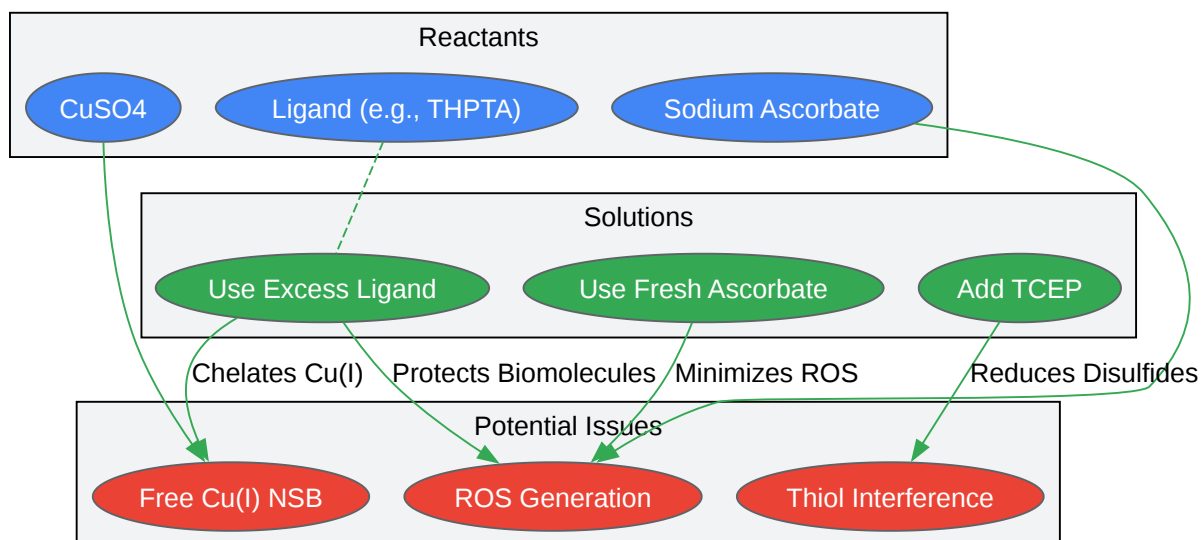 Reactants
CuSO4
Ligand (e.g., THPTA)
Sodium Ascorbate
Solutions
Use Excess Ligand
Use Fresh Ascorbate
Add TCEP
Chelates Cu(I)
Protects Biomolecules
Minimizes ROS
Reduces Disulfides
Potential Issues
Free Cu(I) NSB
ROS Generation
Thiol Interference